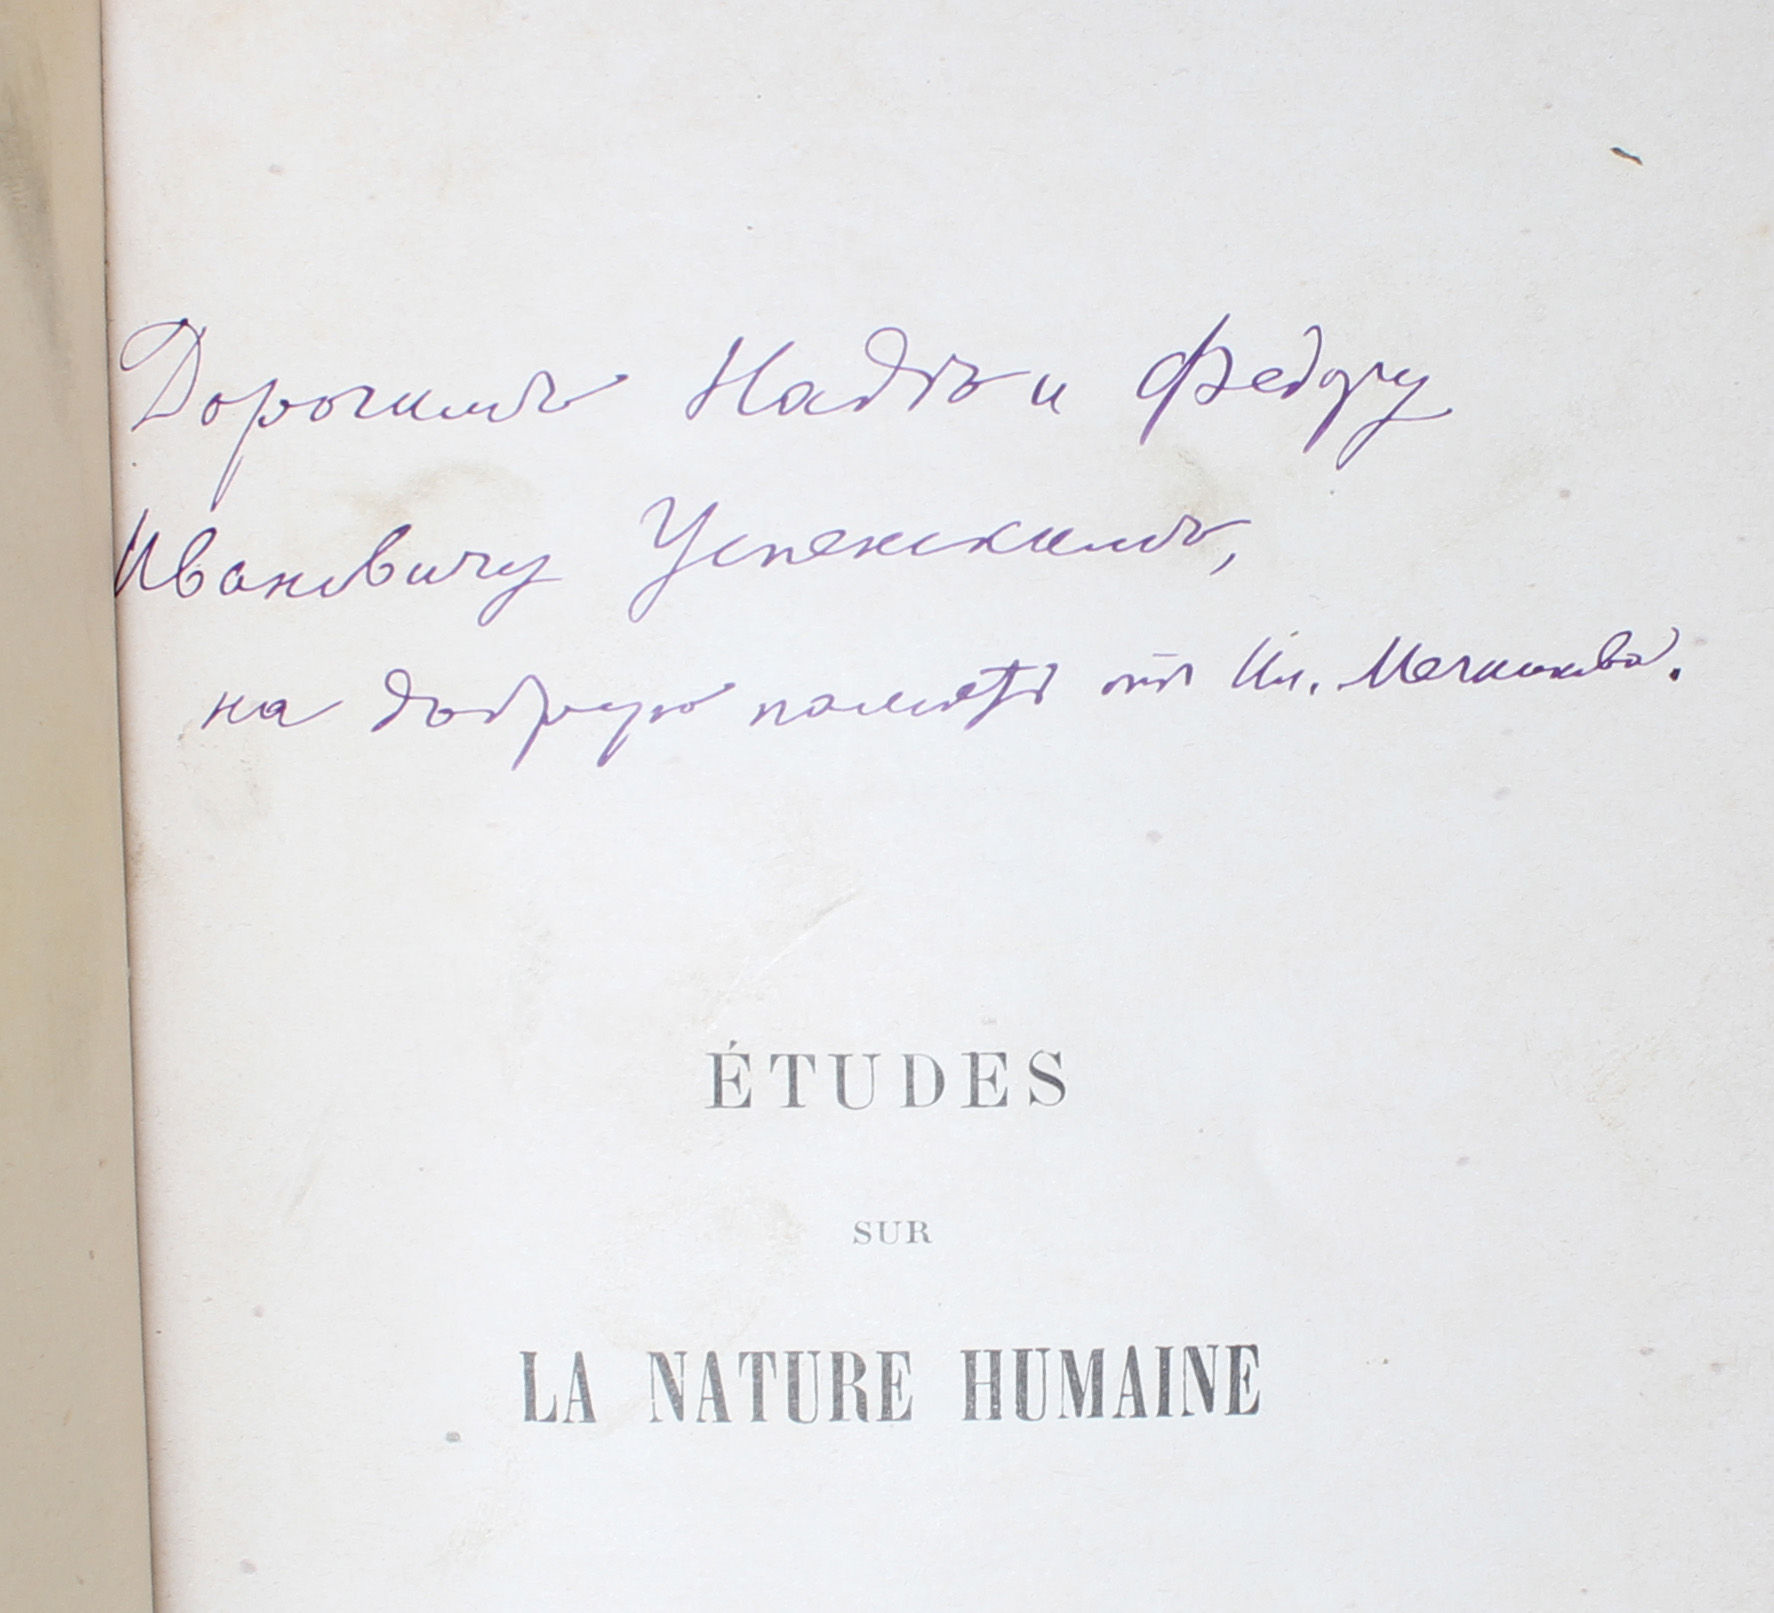 Дорогимъ Надѣ и Федору
Ивановичу Успенскимъ,
на добрую память отъ Ил. Мечникова.
ÉTUDES
SUR
LA NATURE HUMAINE